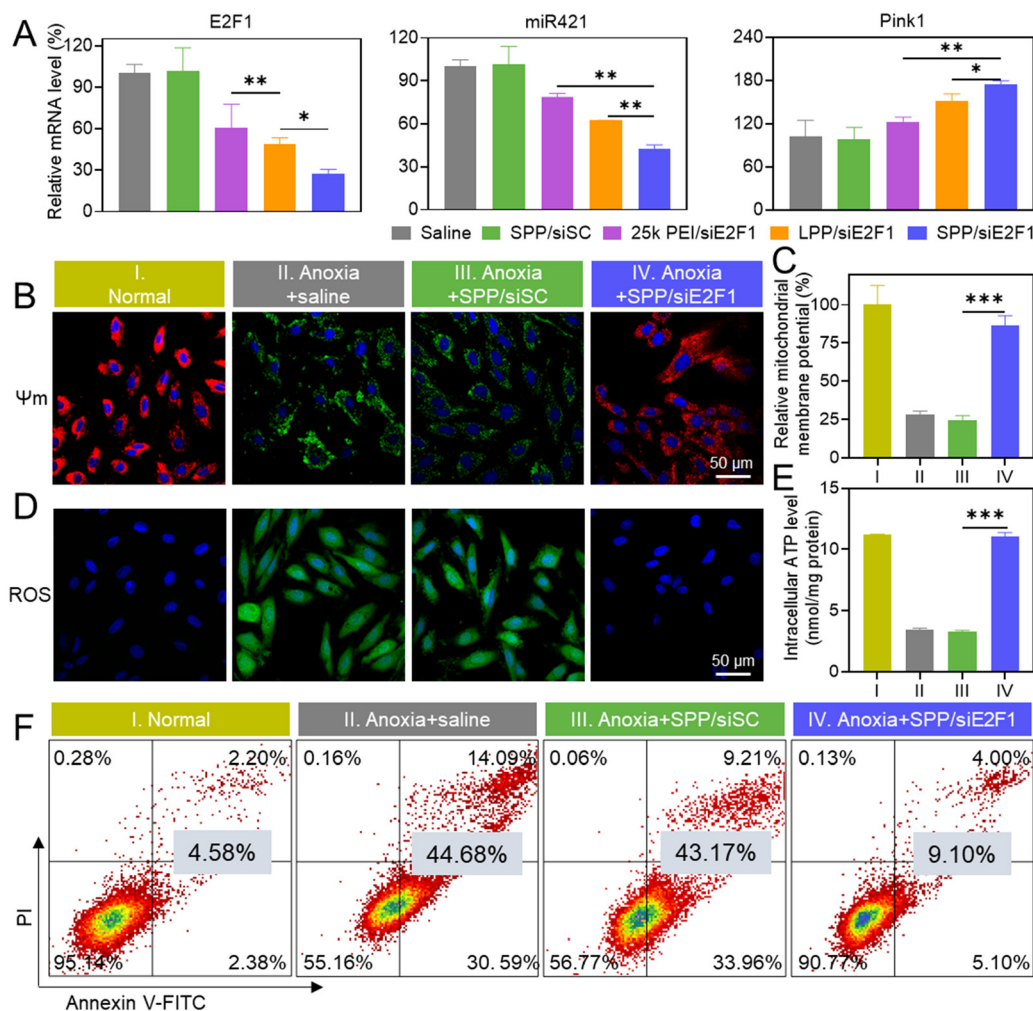 A
E2F1
miR421
Pink1
Relative mRNA level (%)
120
90
60
30
0
**
*
120
90
60
30
0
**
**
240
180
120
60
0
**
*
Saline
SPP/siSC
25k PEI/siE2F1
LPP/siE2F1
SPP/siE2F1
B
I.
Normal
II. Anoxia
+saline
III. Anoxia
+SPP/siSC
IV. Anoxia
+SPP/siE2F1
Ψm
50 μm
C
Relative mitochondrial
membrane potential (%)
100
75
50
25
0
***
I
II
III
IV
D
ROS
50 μm
E
Intracellular ATP level
(nmol/mg protein)
15
10
5
0
***
I
II
III
IV
F
I. Normal
II. Anoxia+saline
III. Anoxia+SPP/siSC
IV. Anoxia+SPP/siE2F1
0.28%
2.20%
4.58%
95.14%
2.38%
0.16%
14.09%
44.68%
55.16%
30.59%
0.06%
9.21%
43.17%
56.77%
33.96%
0.13%
4.00%
9.10%
90.77%
5.10%
PI
Annexin V-FITC